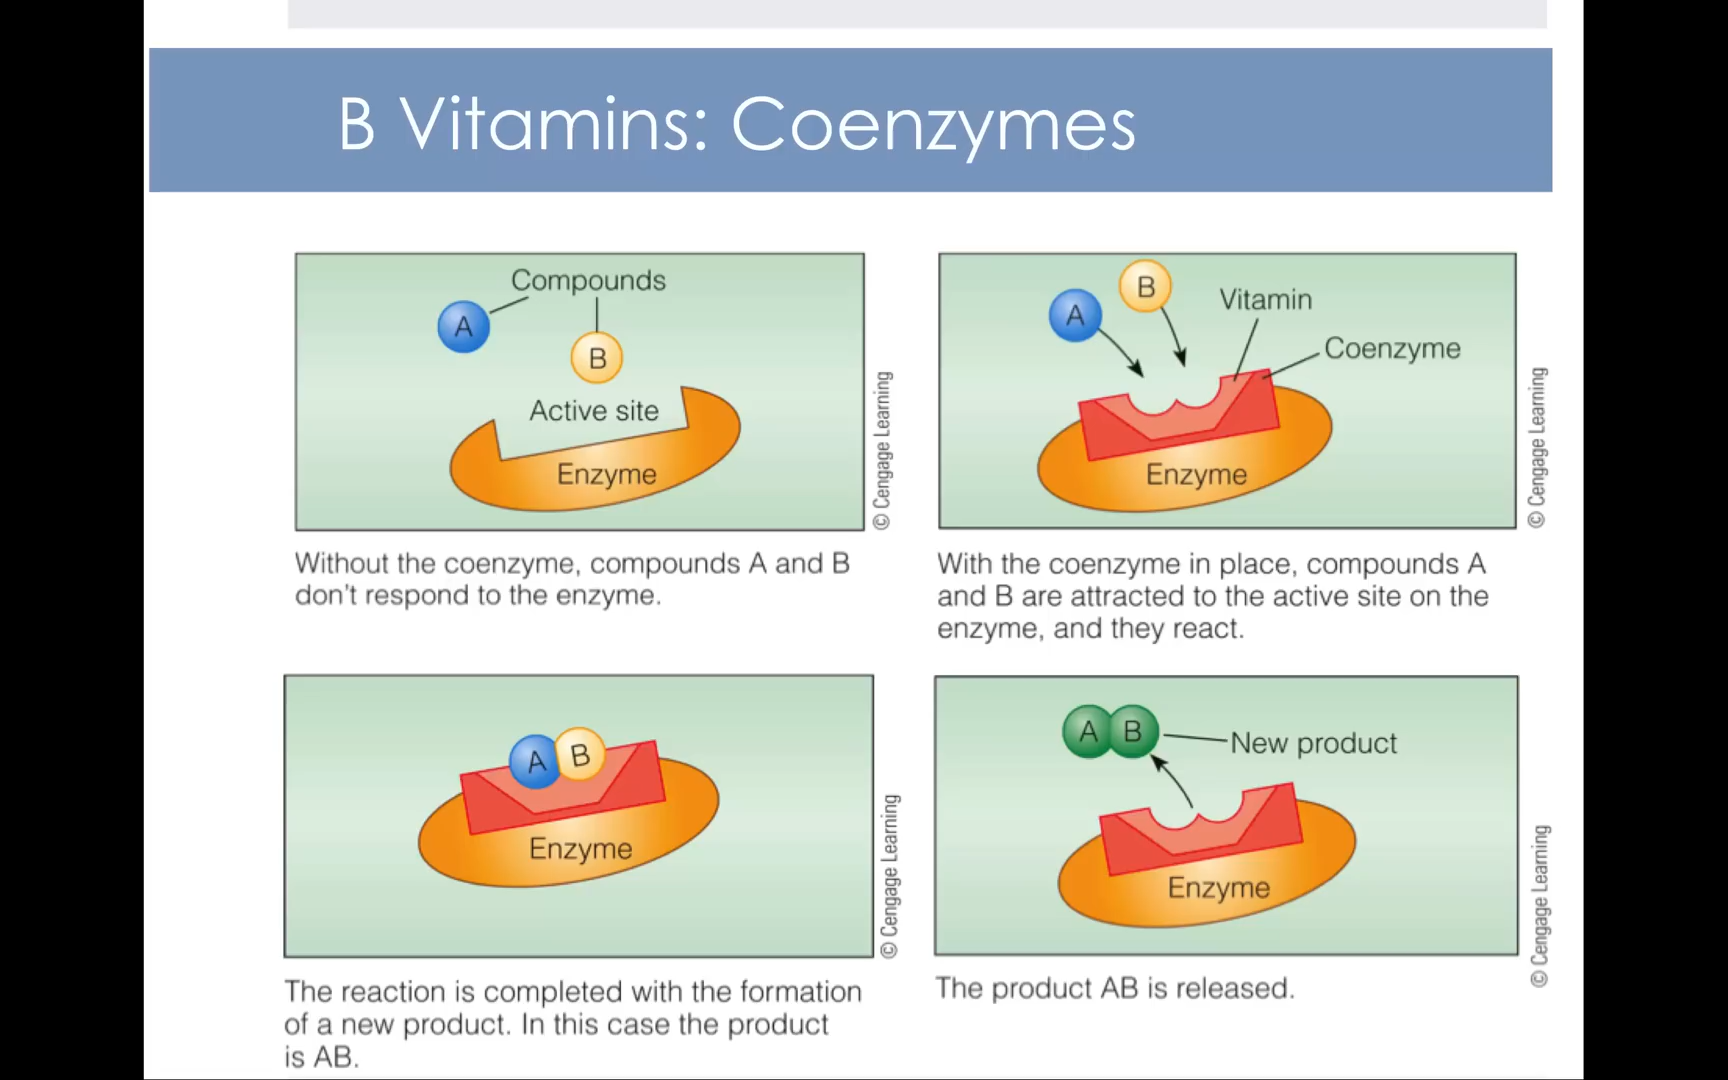 B Vitamins: Coenzymes
Compounds
A
B
Active site
Enzyme
© Cengage Learning
Without the coenzyme, compounds A and B
don't respond to the enzyme.
B
A
Vitamin
Coenzyme
Enzyme
© Cengage Learning
With the coenzyme in place, compounds A
and B are attracted to the active site on the
enzyme, and they react.
A B
Enzyme
© Cengage Learning
The reaction is completed with the formation
of a new product. In this case the product
is AB.
A B
New product
Enzyme
© Cengage Learning
The product AB is released.